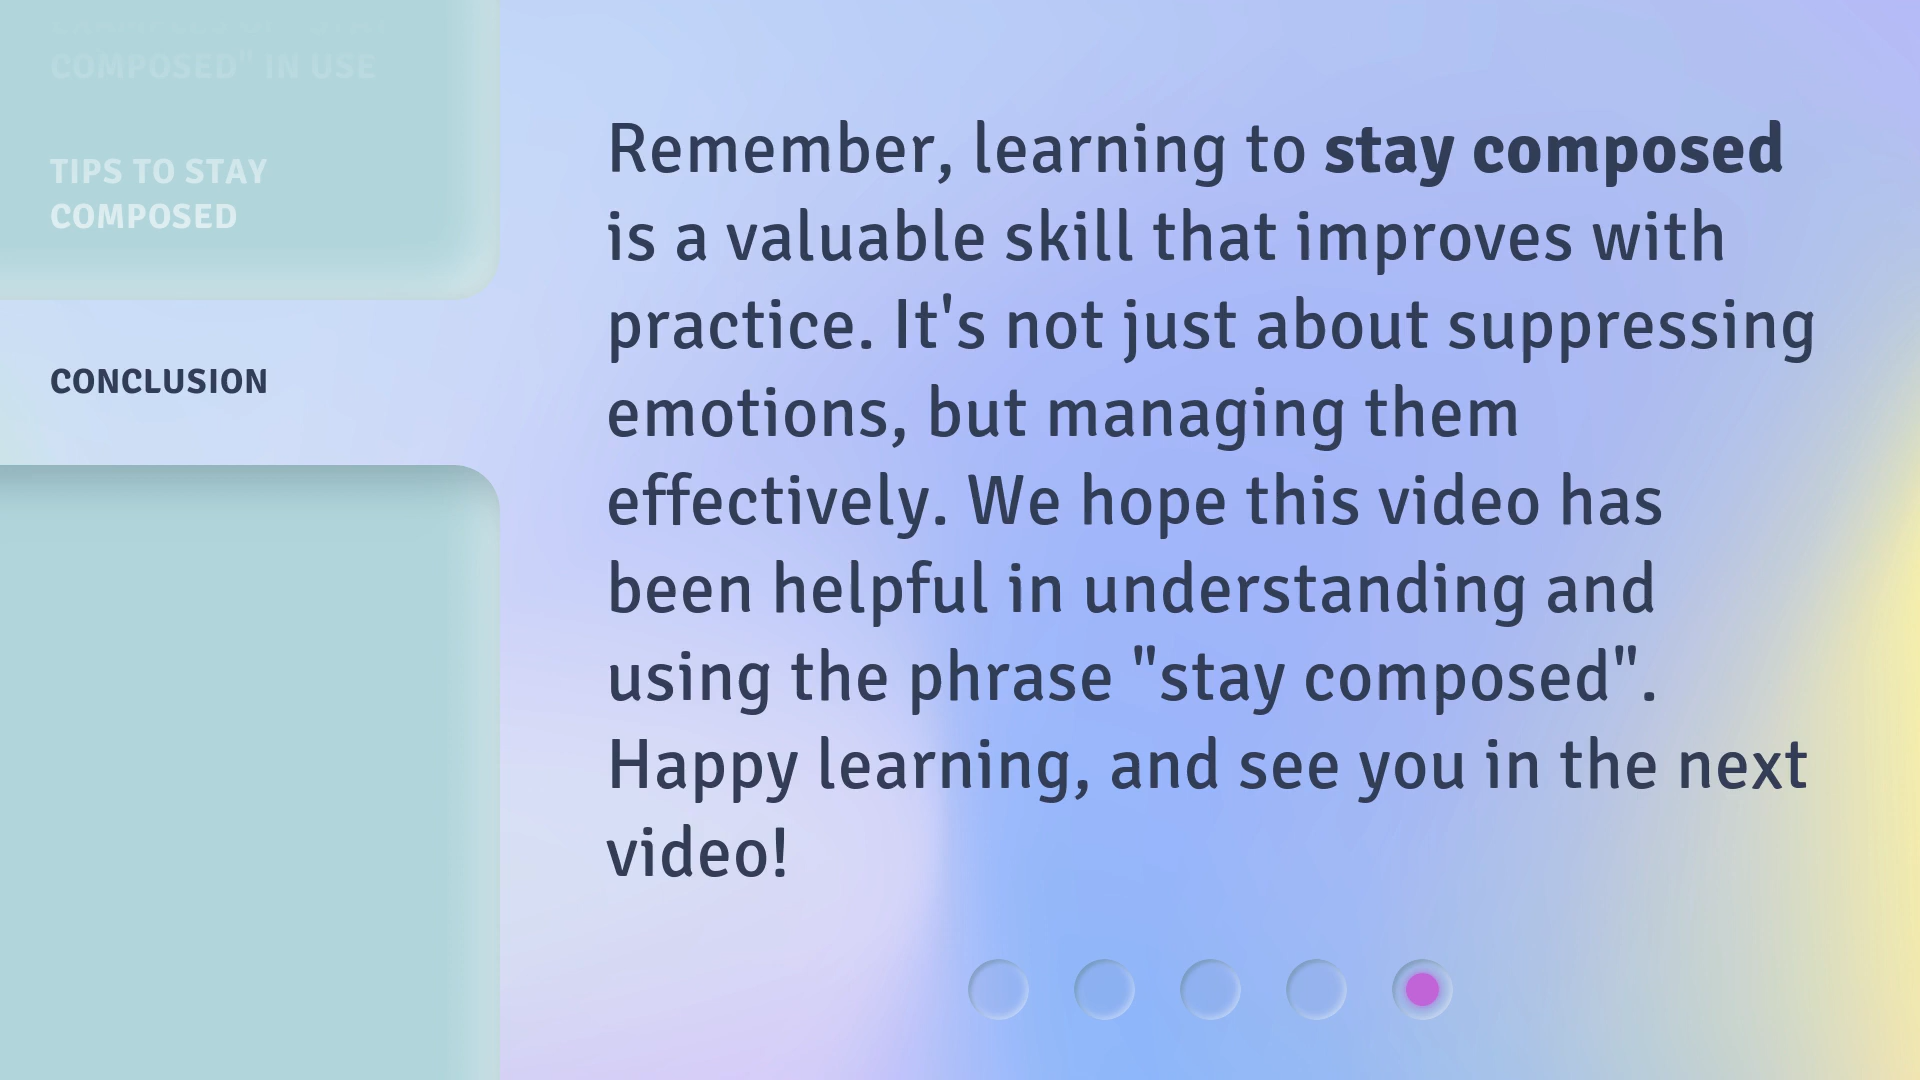 COMPOSED" IN USE
TIPS TO STAY
COMPOSED
CONCLUSION
Remember, learning to stay composed
is a valuable skill that improves with
practice. It's not just about suppressing
emotions, but managing them
effectively. We hope this video has
been helpful in understanding and
using the phrase "stay composed".
Happy learning, and see you in the next
video!